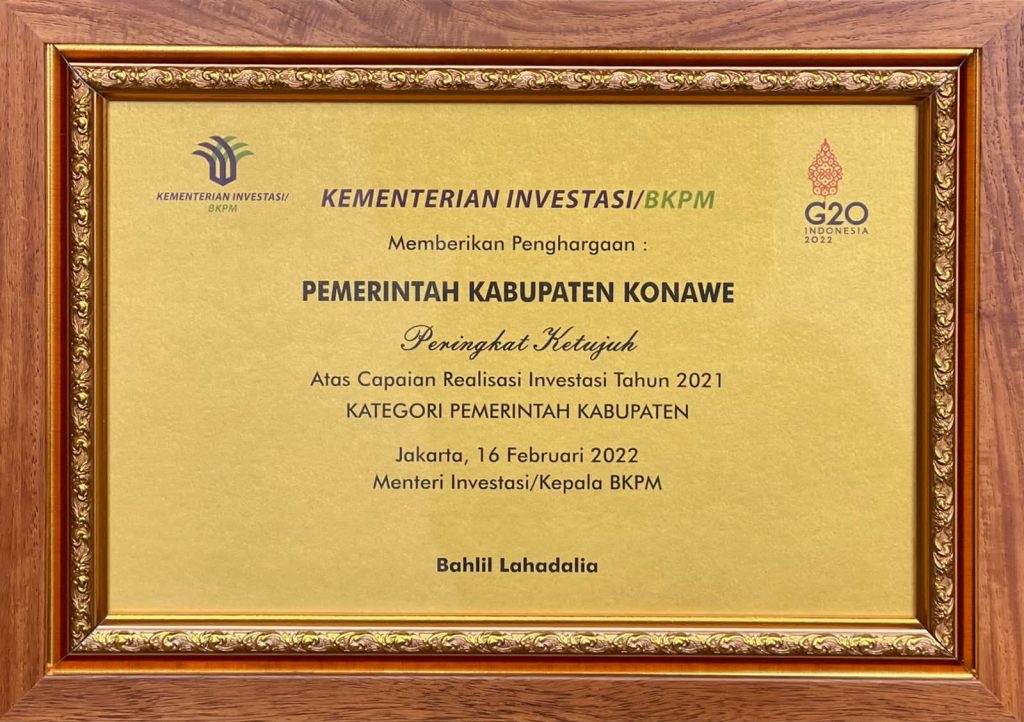 KEMENTERIAN INVESTASI/
BKPM
KEMENTERIAN INVESTASI/BKPM
G20
INDONESIA
2022
Memberikan Penghargaan :
PEMERINTAH KABUPATEN KONAWE
Peringkat Ketujuh
Atas Capaian Realisasi Investasi Tahun 2021
KATEGORI PEMERINTAH KABUPATEN
Jakarta, 16 Februari 2022
Menteri Investasi/Kepala BKPM
Bahlil Lahadalia